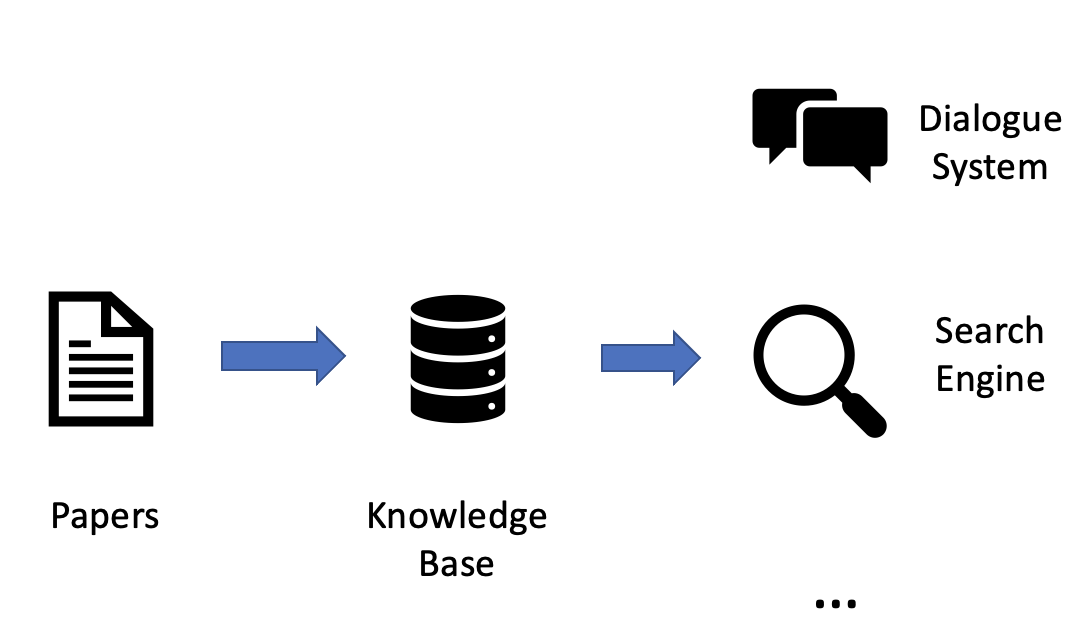 Dialogue
System
Search
Engine
Papers
Knowledge
Base
...